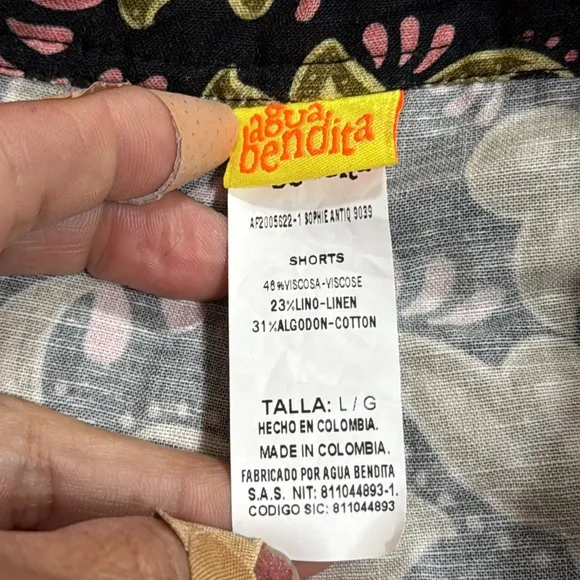 agua
bendita
AF2005622-1 SOPHIE ANTIQ 9039
SHORTS
46%VISCOSA-VISCOSE
23%LINO-LINEN
31%ALGODON-COTTON
TALLA: L / G
HECHO EN COLOMBIA.
MADE IN COLOMBIA.
FABRICADO POR AGUA BENDITA
S.A.S. NIT: 811044893-1.
CODIGO SIC: 811044893